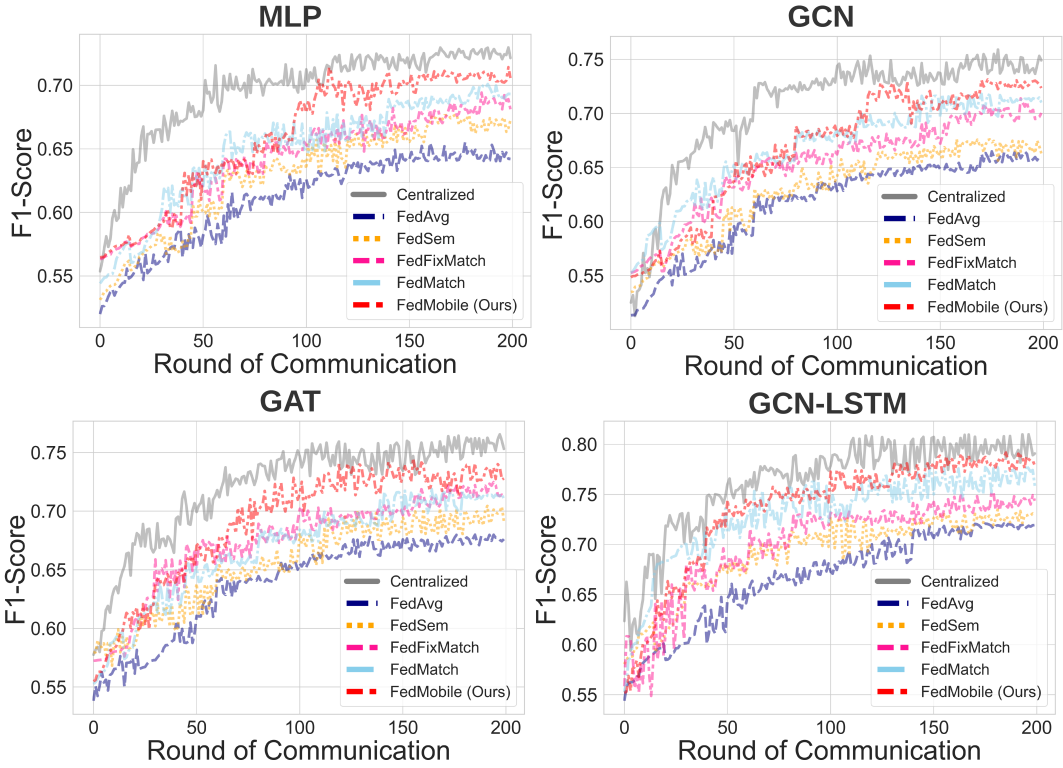 MLP
F1-Score
0.70
0.65
0.60
0.55
0
50
100
150
200
Round of Communication
Centralized
FedAvg
FedSem
FedFixMatch
FedMatch
FedMobile (Ours)
GCN
F1-Score
0.75
0.70
0.65
0.60
0.55
0
50
100
150
200
Round of Communication
Centralized
FedAvg
FedSem
FedFixMatch
FedMatch
FedMobile (Ours)
GAT
F1-Score
0.75
0.70
0.65
0.60
0.55
0
50
100
150
200
Round of Communication
Centralized
FedAvg
FedSem
FedFixMatch
FedMatch
FedMobile (Ours)
GCN-LSTM
F1-Score
0.80
0.75
0.70
0.65
0.60
0.55
0
50
100
150
200
Round of Communication
Centralized
FedAvg
FedSem
FedFixMatch
FedMatch
FedMobile (Ours)